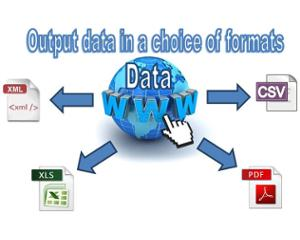 Output data in a choice of formats
Data
XML
<xml/>
WWW
CSV
XLS
PDF